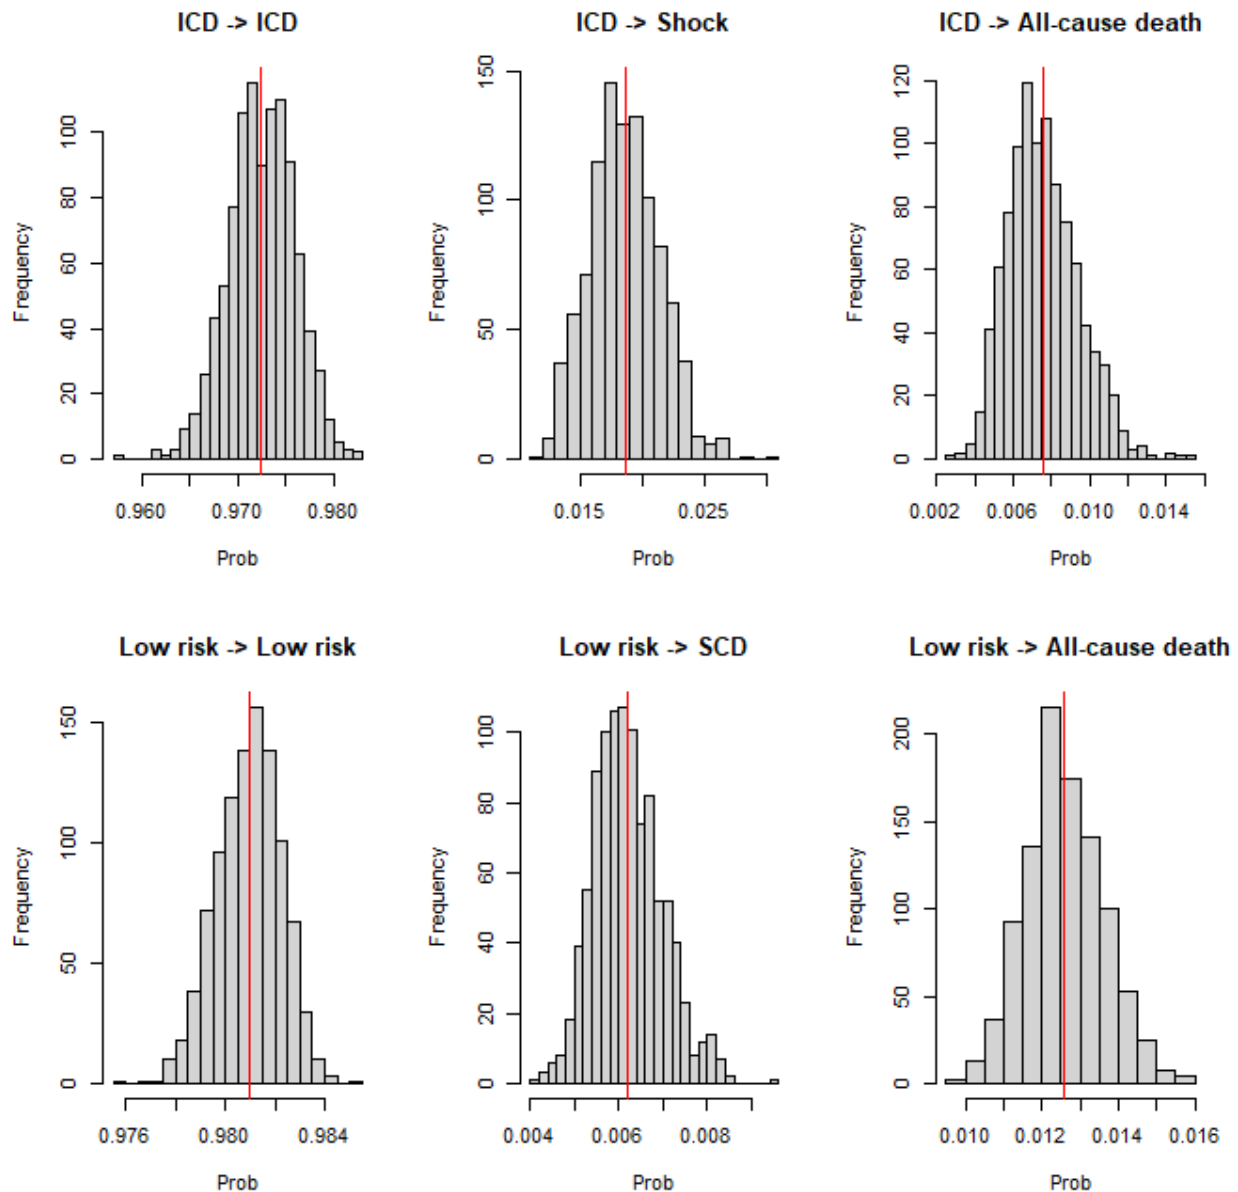 ICD -> ICD
ICD -> Shock
ICD -> All-cause death
Frequency
0
20
40
60
80
100
0.960
0.970
0.980
Prob
Frequency
0
50
100
150
0.015
0.025
Prob
Frequency
0
20
40
60
80
100
120
0.002
0.006
0.010
0.014
Prob
Low risk -> Low risk
Low risk -> SCD
Low risk -> All-cause death
Frequency
0
50
100
150
0.976
0.980
0.984
Prob
Frequency
0
20
40
60
80
100
0.004
0.006
0.008
Prob
Frequency
0
50
100
150
200
0.010
0.012
0.014
0.016
Prob